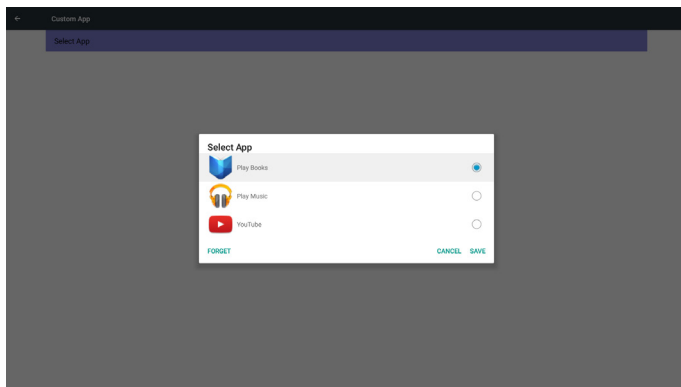 Custom App
Select App
Select App
Play Books
Play Music
YouTube
FORGET CANCEL SAVE